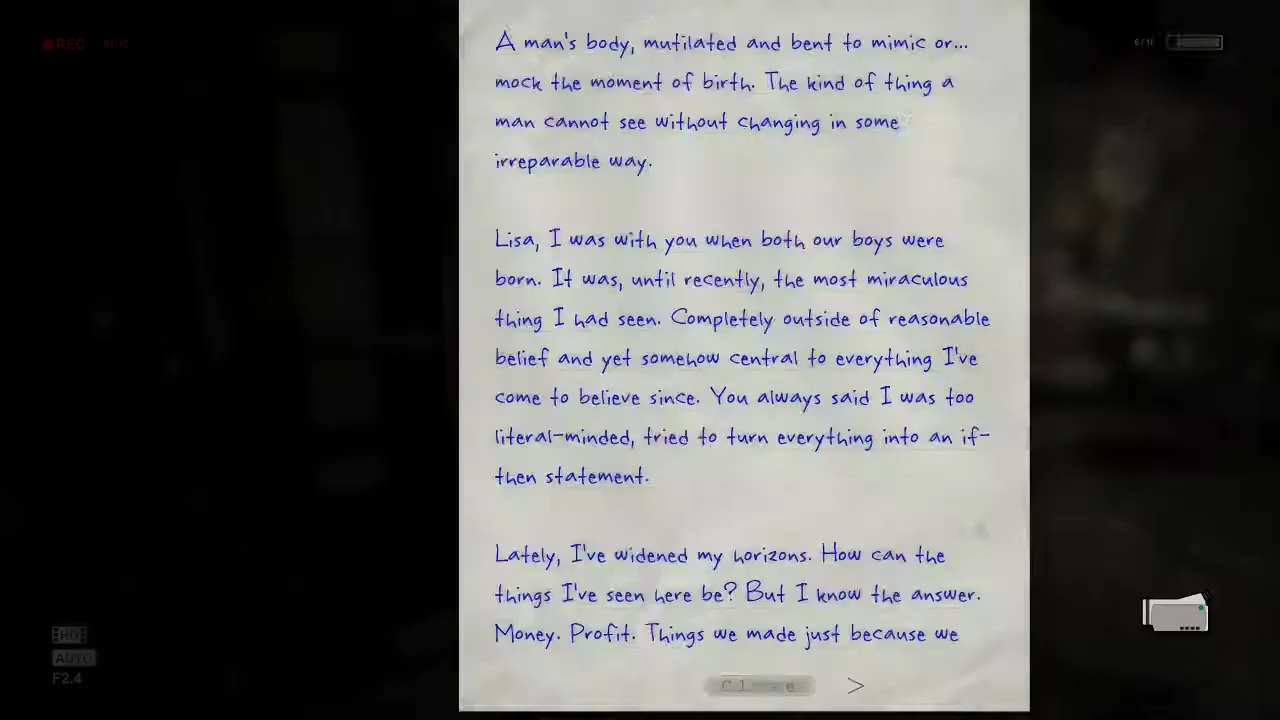 REC
A man's body, mutilated and bent to mimic or...
mock the moment of birth. The kind of thing a
man cannot see without changing in some
irreparable way.
Lisa, I was with you when both our boys were
born. It was, until recently, the most miraculous
thing I had seen. Completely outside of reasonable
belief and yet somehow central to everything I've
come to believe since. You always said I was too
literal-minded, tried to turn everything into an if-
then statement.
Lately, I've widened my horizons. How can the
things I've seen here be? But I know the answer.
Money. Profit. Things we made just because we
HD
AUTO
F2.4
Close >